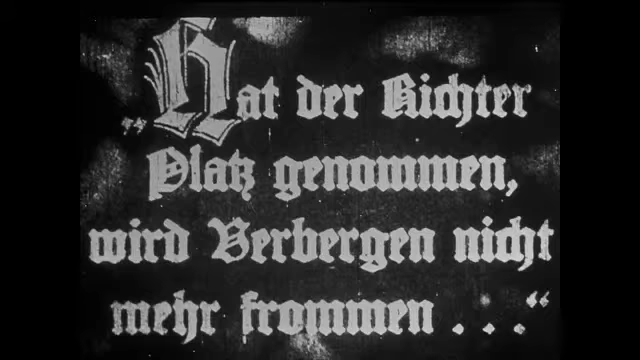 „Hat der Richter
Platz genommen,
wird Verbergen nicht
mehr frommen . . .“